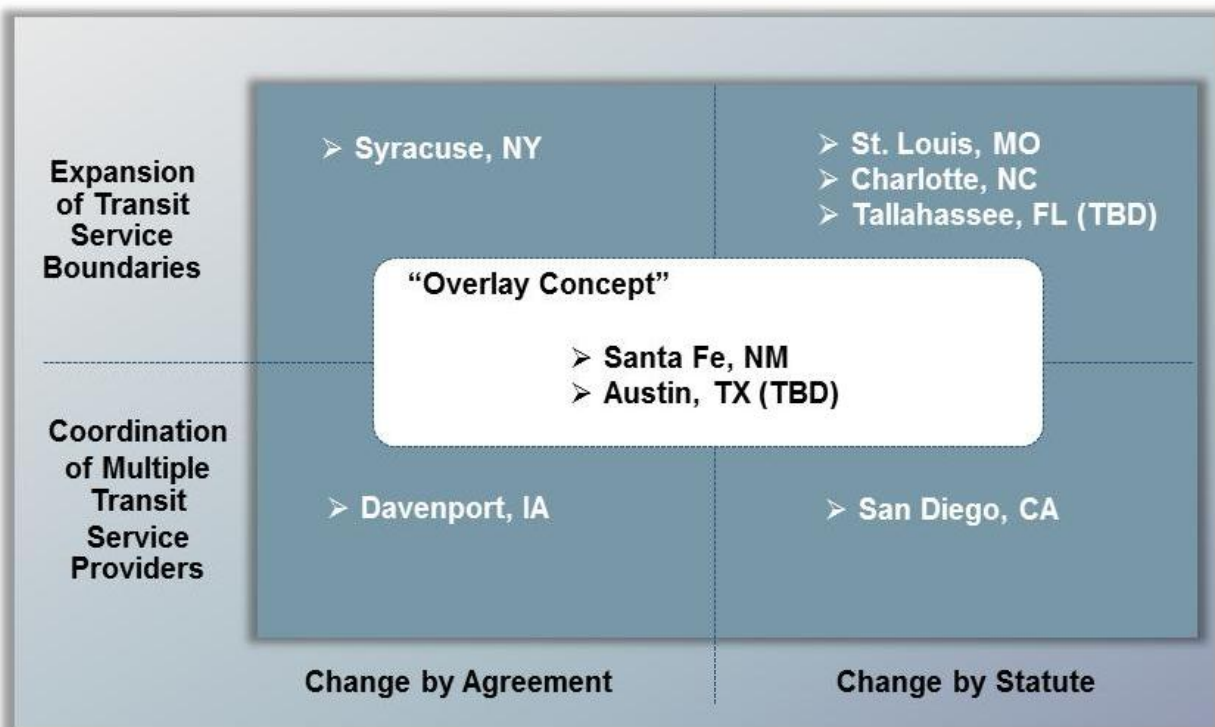 Expansion
of Transit
Service
Boundaries
➢ Syracuse, NY
➢ St. Louis, MO
➢ Charlotte, NC
➢ Tallahassee, FL (TBD)
“Overlay Concept”
➢ Santa Fe, NM
➢ Austin, TX (TBD)
Coordination
of Multiple
Transit
Service
Providers
➢ Davenport, IA
➢ San Diego, CA
Change by Agreement
Change by Statute